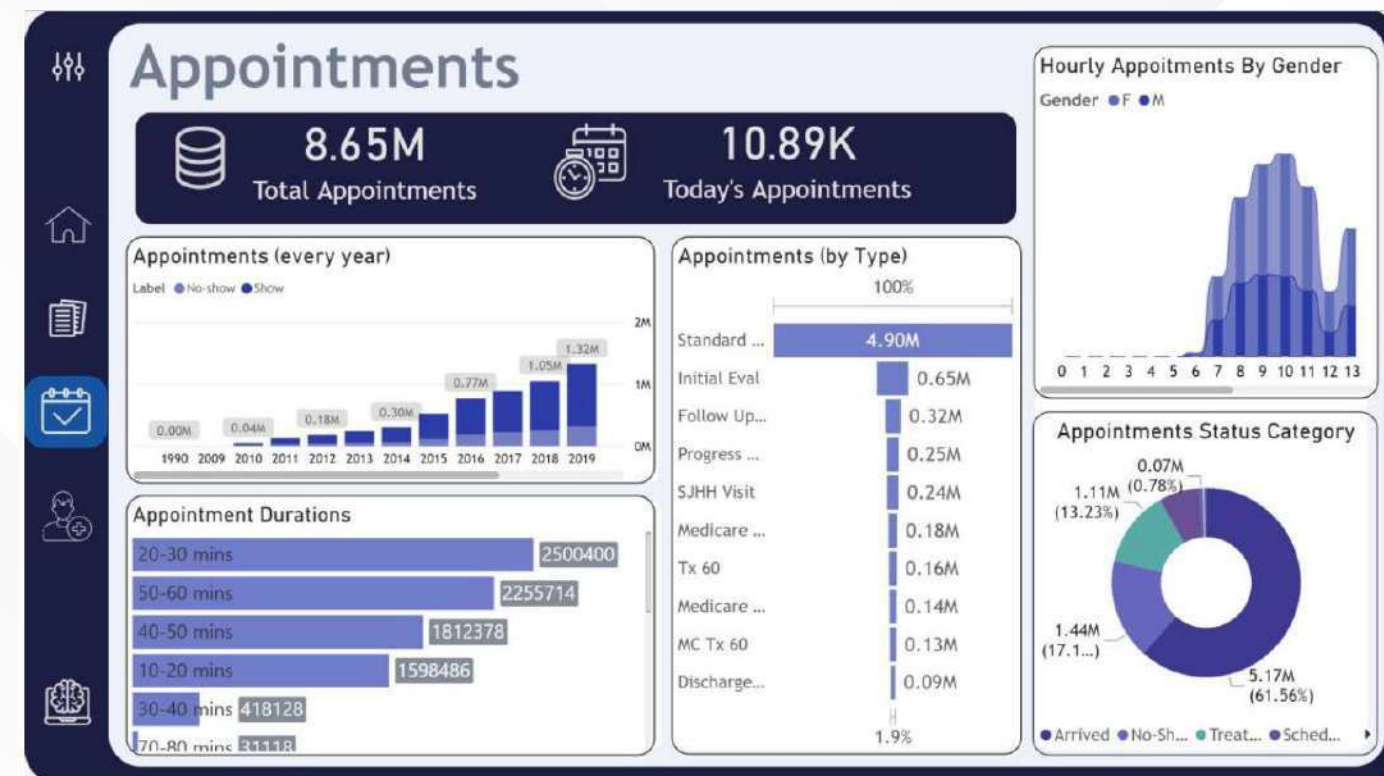 Appointments
8.65M
Total Appointments
10.89K
Today's Appointments
Appointments (every year)
Label No-show Show
2M
1M
0M
0.00M 0.04M 0.18M 0.30M 0.77M 1.05M 1.32M
1990 2009 2010 2011 2012 2013 2014 2015 2016 2017 2018 2019
Appointment Durations
20-30 mins 2500400
50-60 mins 2255714
40-50 mins 1812378
10-20 mins 1598486
30-40 mins 418128
70-80 mins 31118
Appointments (by Type)
100%
Standard ... 4.90M
Initial Eval 0.65M
Follow Up... 0.32M
Progress ... 0.25M
SJHH Visit 0.24M
Medicare ... 0.18M
Tx 60 0.16M
Medicare ... 0.14M
MC Tx 60 0.13M
Discharge... 0.09M
1.9%
Hourly Appoitments By Gender
Gender F M
0 1 2 3 4 5 6 7 8 9 10 11 12 13
Appointments Status Category
0.07M
(0.78%)
1.11M
(13.23%)
1.44M
(17.1...)
5.17M
(61.56%)
Arrived No-Sh... Treat... Sched...